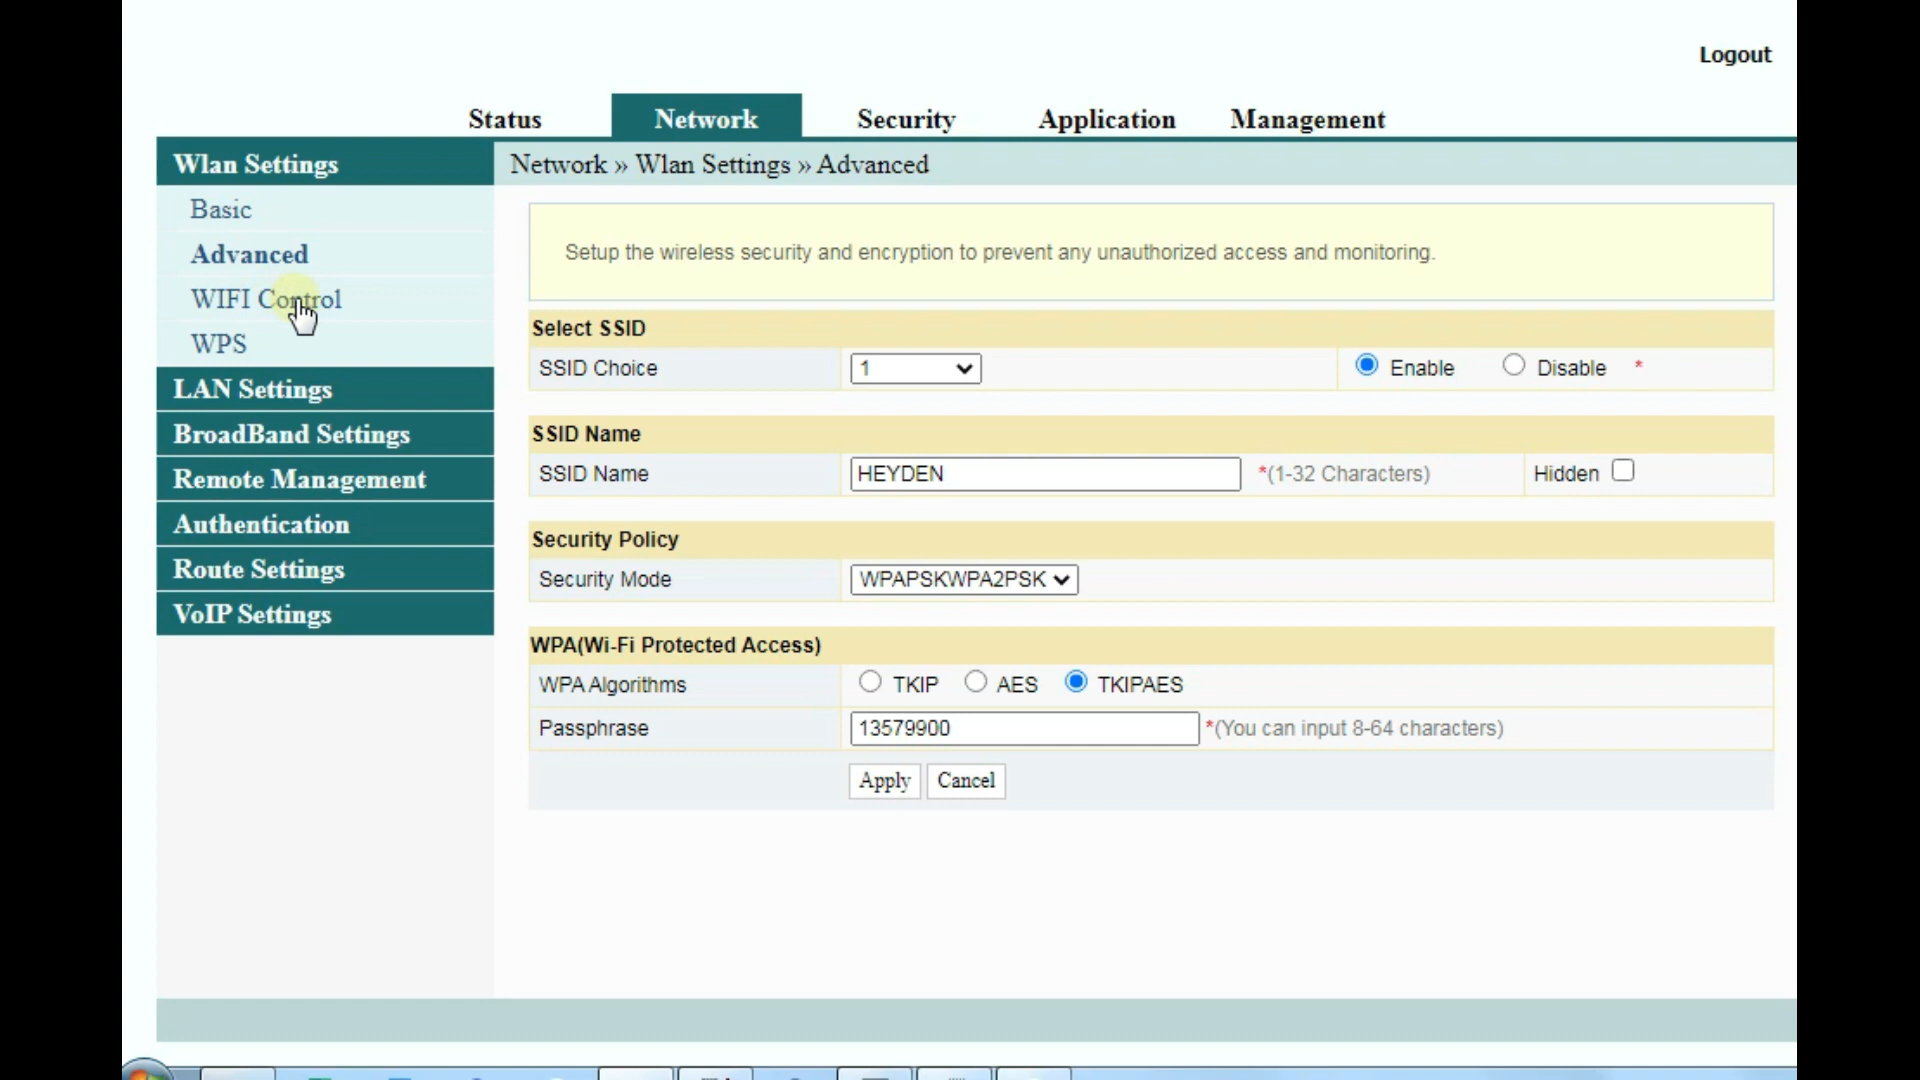 Logout
Status Network Security Application Management
Wlan Settings
Network » Wlan Settings » Advanced
Basic
Advanced
WIFI Control
WPS
LAN Settings
BroadBand Settings
Remote Management
Authentication
Route Settings
VoIP Settings
Setup the wireless security and encryption to prevent any unauthorized access and monitoring.
Select SSID
SSID Choice 1 Enable Disable *
SSID Name
SSID Name HEYDEN *(1-32 Characters) Hidden
Security Policy
Security Mode WPAPSKWPA2PSK
WPA(Wi-Fi Protected Access)
WPA Algorithms TKIP AES TKIPAES
Passphrase 13579900 *(You can input 8-64 characters)
Apply Cancel